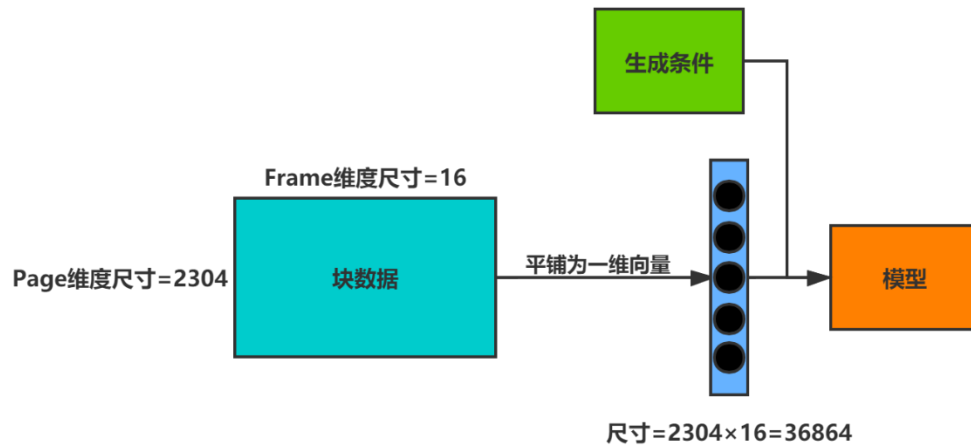 生成条件
Frame维度尺寸=16
Page维度尺寸=2304
块数据
平铺为一维向量
模型
尺寸=2304×16=36864